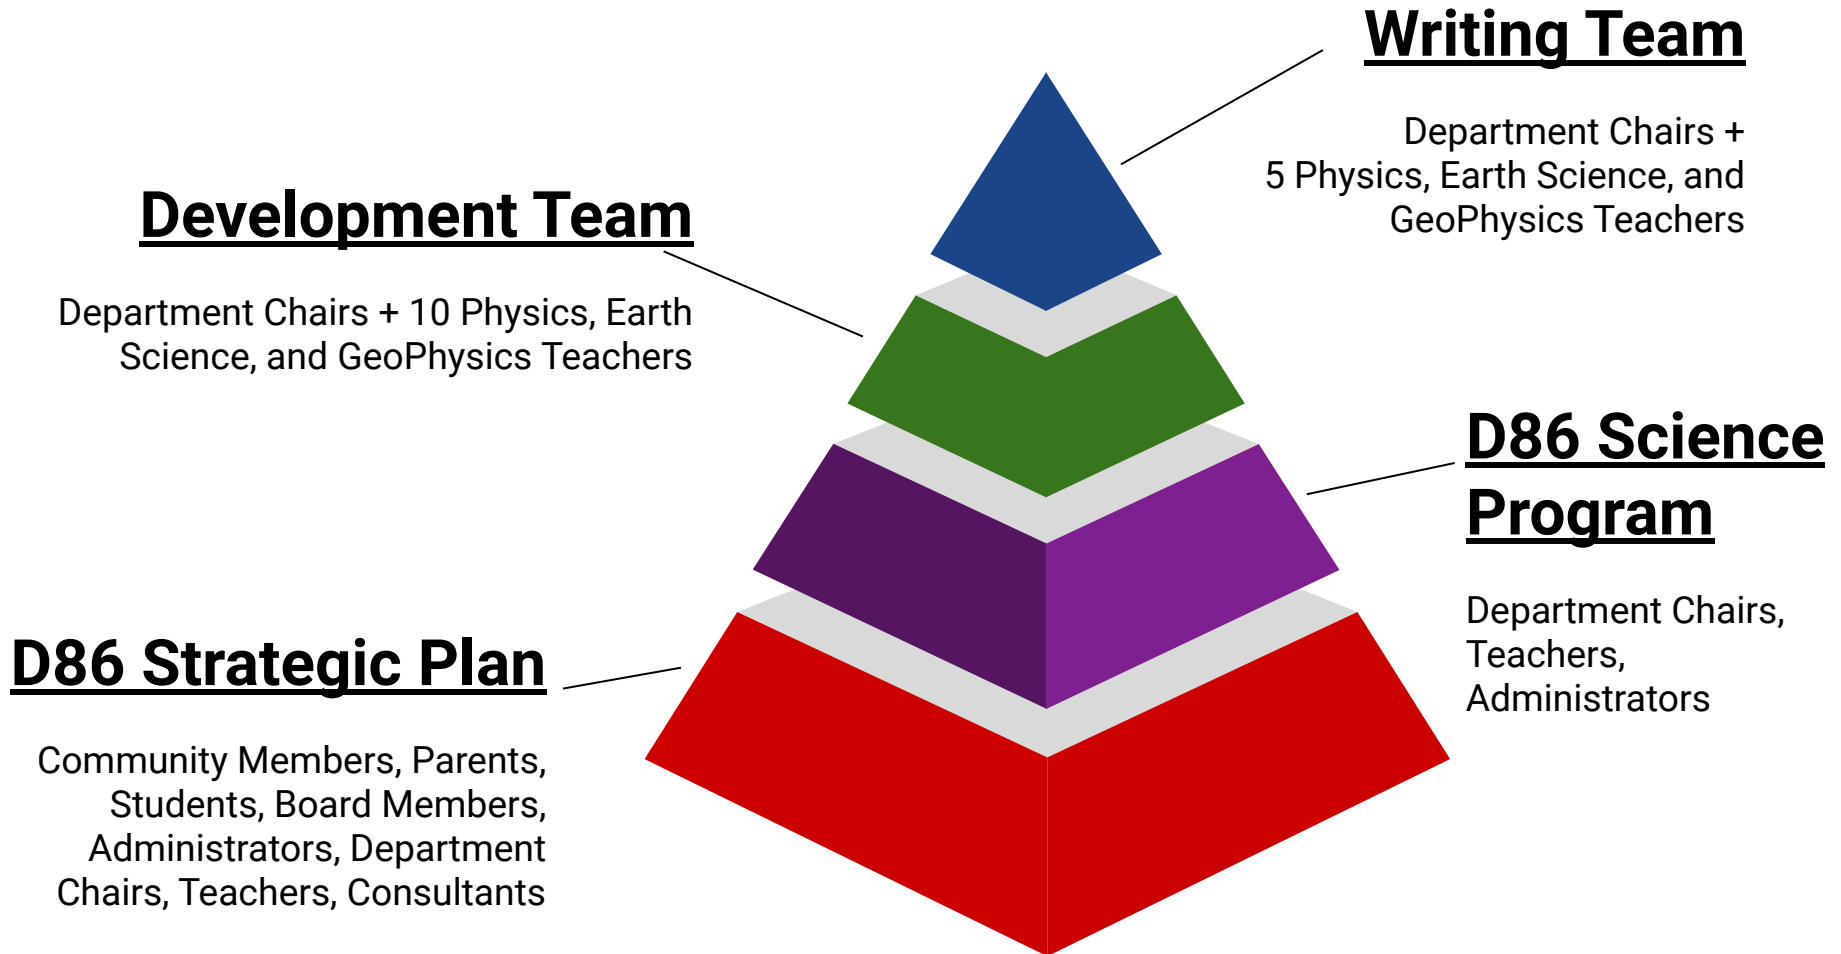 Writing Team
Department Chairs +
5 Physics, Earth Science, and
GeoPhysics Teachers
Development Team
Department Chairs + 10 Physics, Earth
Science, and GeoPhysics Teachers
D86 Science
Program
Department Chairs,
Teachers,
Administrators
D86 Strategic Plan
Community Members, Parents,
Students, Board Members,
Administrators, Department
Chairs, Teachers, Consultants